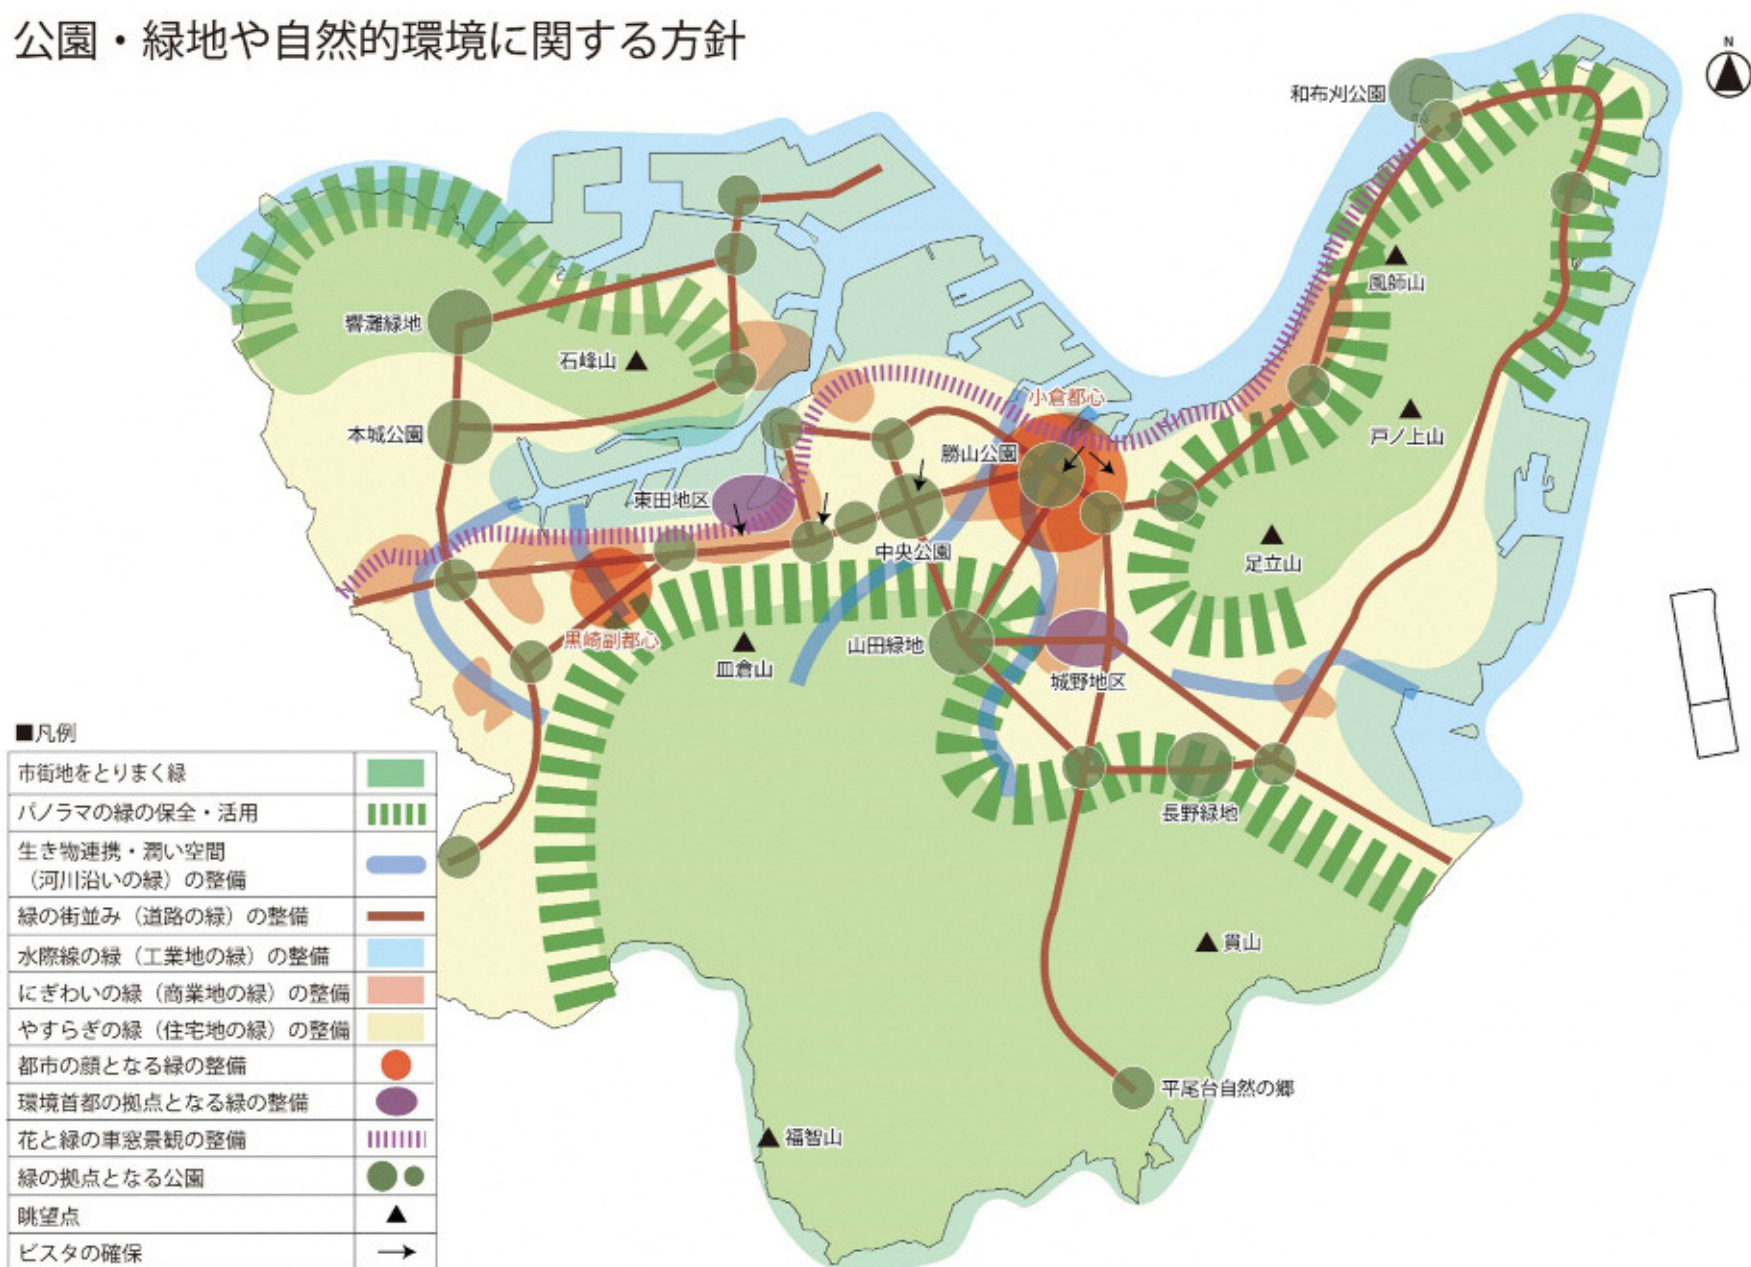 公園・緑地や自然的環境に関する方針
N
和布刈公園
風師山
響灘緑地
石峰山
小倉都心
本城公園
戸ノ上山
勝山公園
東田地区
中央公園
足立山
黒崎副都心
皿倉山
山田緑地
城野地区
長野緑地
貫山
平尾台自然の郷
福智山
■凡例
市街地をとりまく緑
パノラマの緑の保全・活用
生き物連携・潤い空間
（河川沿いの緑）の整備
緑の街並み（道路の緑）の整備
水際線の緑（工業地の緑）の整備
にぎわいの緑（商業地の緑）の整備
やすらぎの緑（住宅地の緑）の整備
都市の顔となる緑の整備
環境首都の拠点となる緑の整備
花と緑の車窓景観の整備
緑の拠点となる公園
眺望点
ビスタの確保